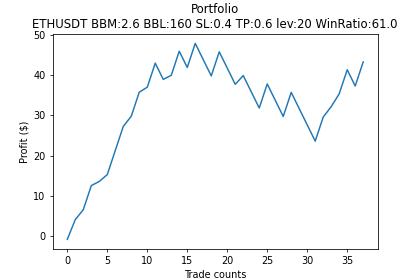 Portfolio
ETHUSDT BBM:2.6 BBL:160 SL:0.4 TP:0.6 lev:20 WinRatio:61.0
50
40
30
20
10
0
Profit ($)
0 5 10 15 20 25 30 35
Trade counts